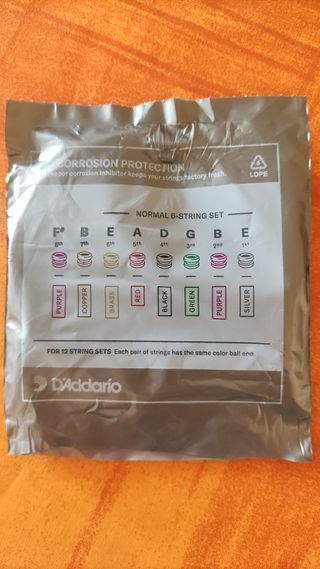 CORROSION PROTECTION
vapor corrosion inhibitor keeps your strings factory fresh.
LDPE
NORMAL 6-STRING SET
F# B E A D G B E
8th 7th 6th 5th 4th 3rd 2nd 1st
PURPLE COPPER BRASS RED BLACK GREEN PURPLE SILVER
FOR 12 STRING SETS Each pair of strings has the same color ball end.
D'Addario